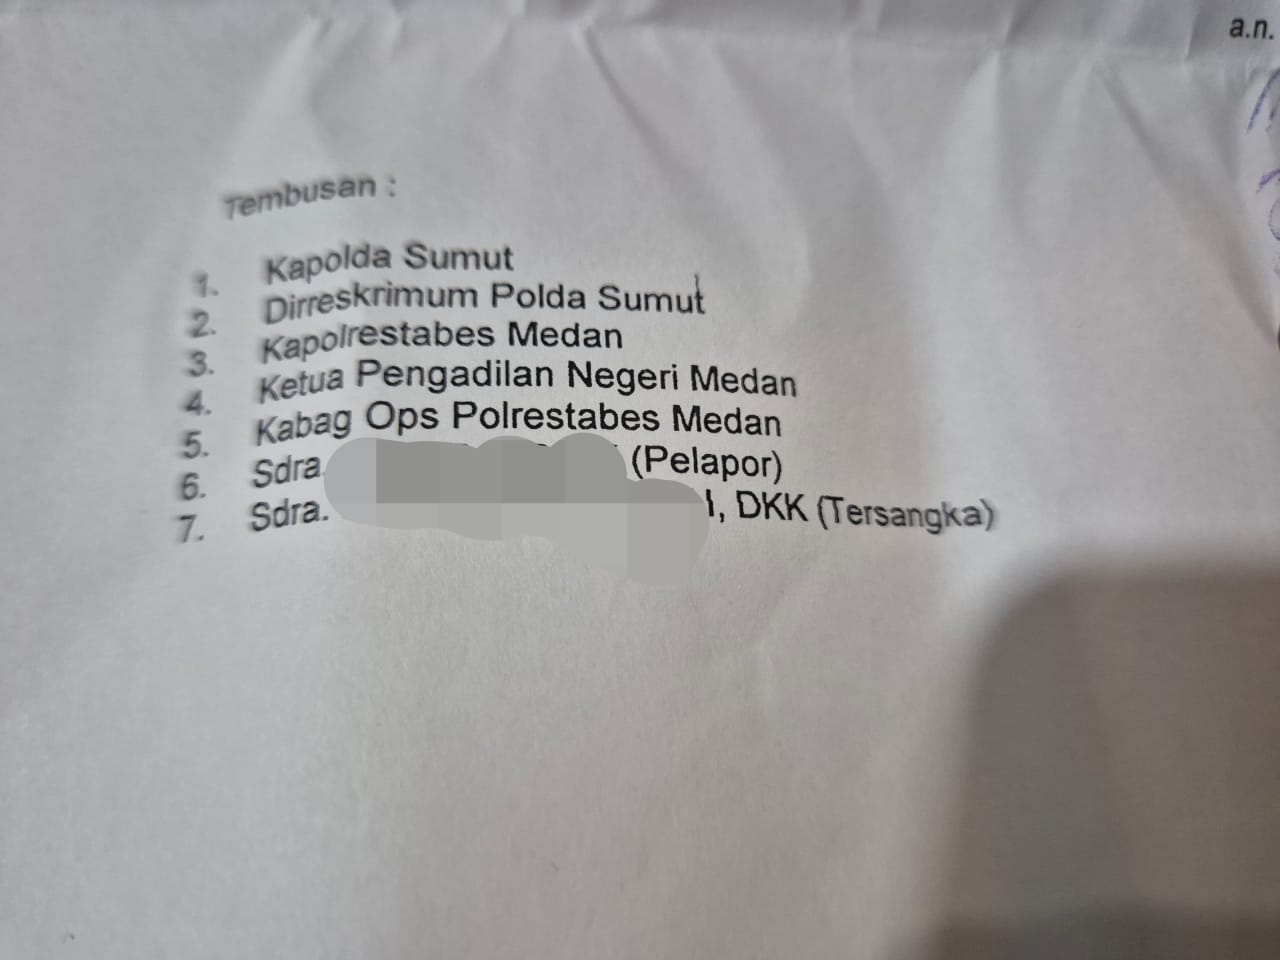 a.n.
Tembusan :
1. Kapolda Sumut
2. Dirreskrimum Polda Sumut
3. Kapolrestabes Medan
4. Ketua Pengadilan Negeri Medan
5. Kabag Ops Polrestabes Medan
6. Sdra. (Pelapor)
7. Sdra. , DKK (Tersangka)